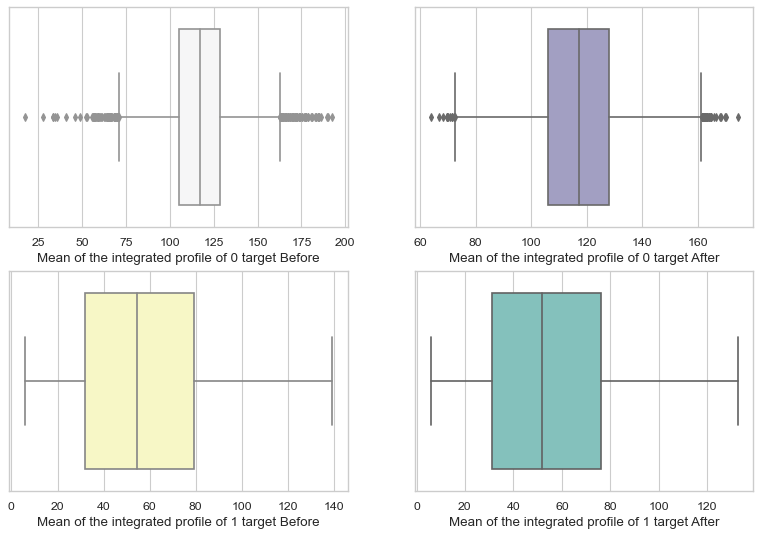 25 50 75 100 125 150 175 200
Mean of the integrated profile of 0 target Before
60 80 100 120 140 160
Mean of the integrated profile of 0 target After
0 20 40 60 80 100 120 140
Mean of the integrated profile of 1 target Before
0 20 40 60 80 100 120
Mean of the integrated profile of 1 target After